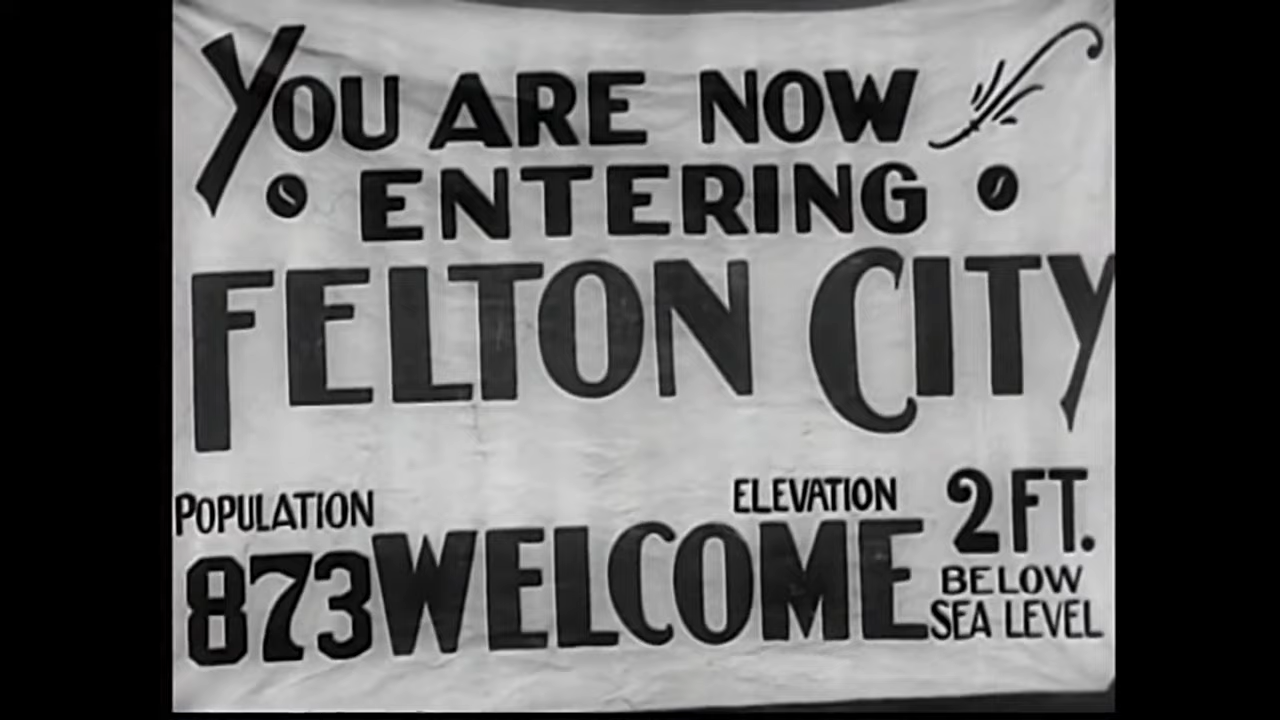 YOU ARE NOW
ENTERING
FELTON CITY
POPULATION
873
WELCOME
ELEVATION
2 FT.
BELOW
SEA LEVEL